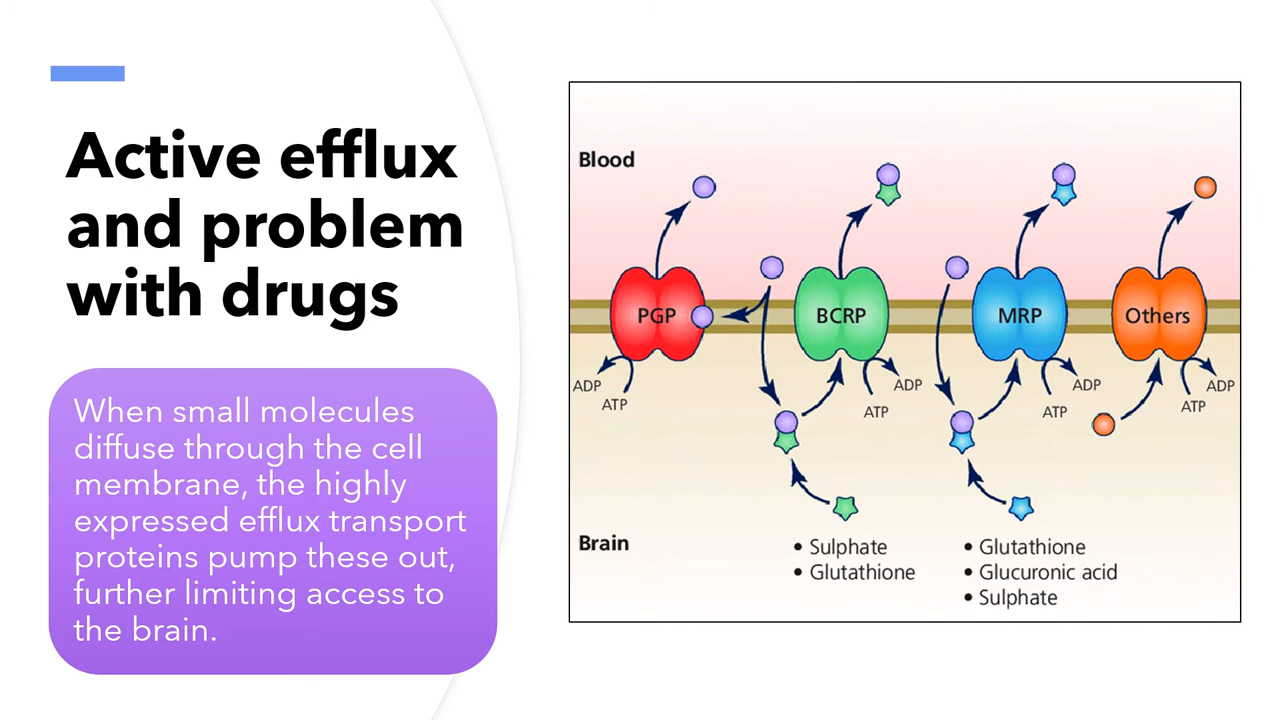 Active efflux
and problem
with drugs
When small molecules
diffuse through the cell
membrane, the highly
expressed efflux transport
proteins pump these out,
further limiting access to
the brain.
Blood
PGP
BCRP
MRP
Others
ADP
ATP
ADP
ATP
ADP
ATP
ADP
ATP
Brain
• Sulphate
• Glutathione
• Glutathione
• Glucuronic acid
• Sulphate